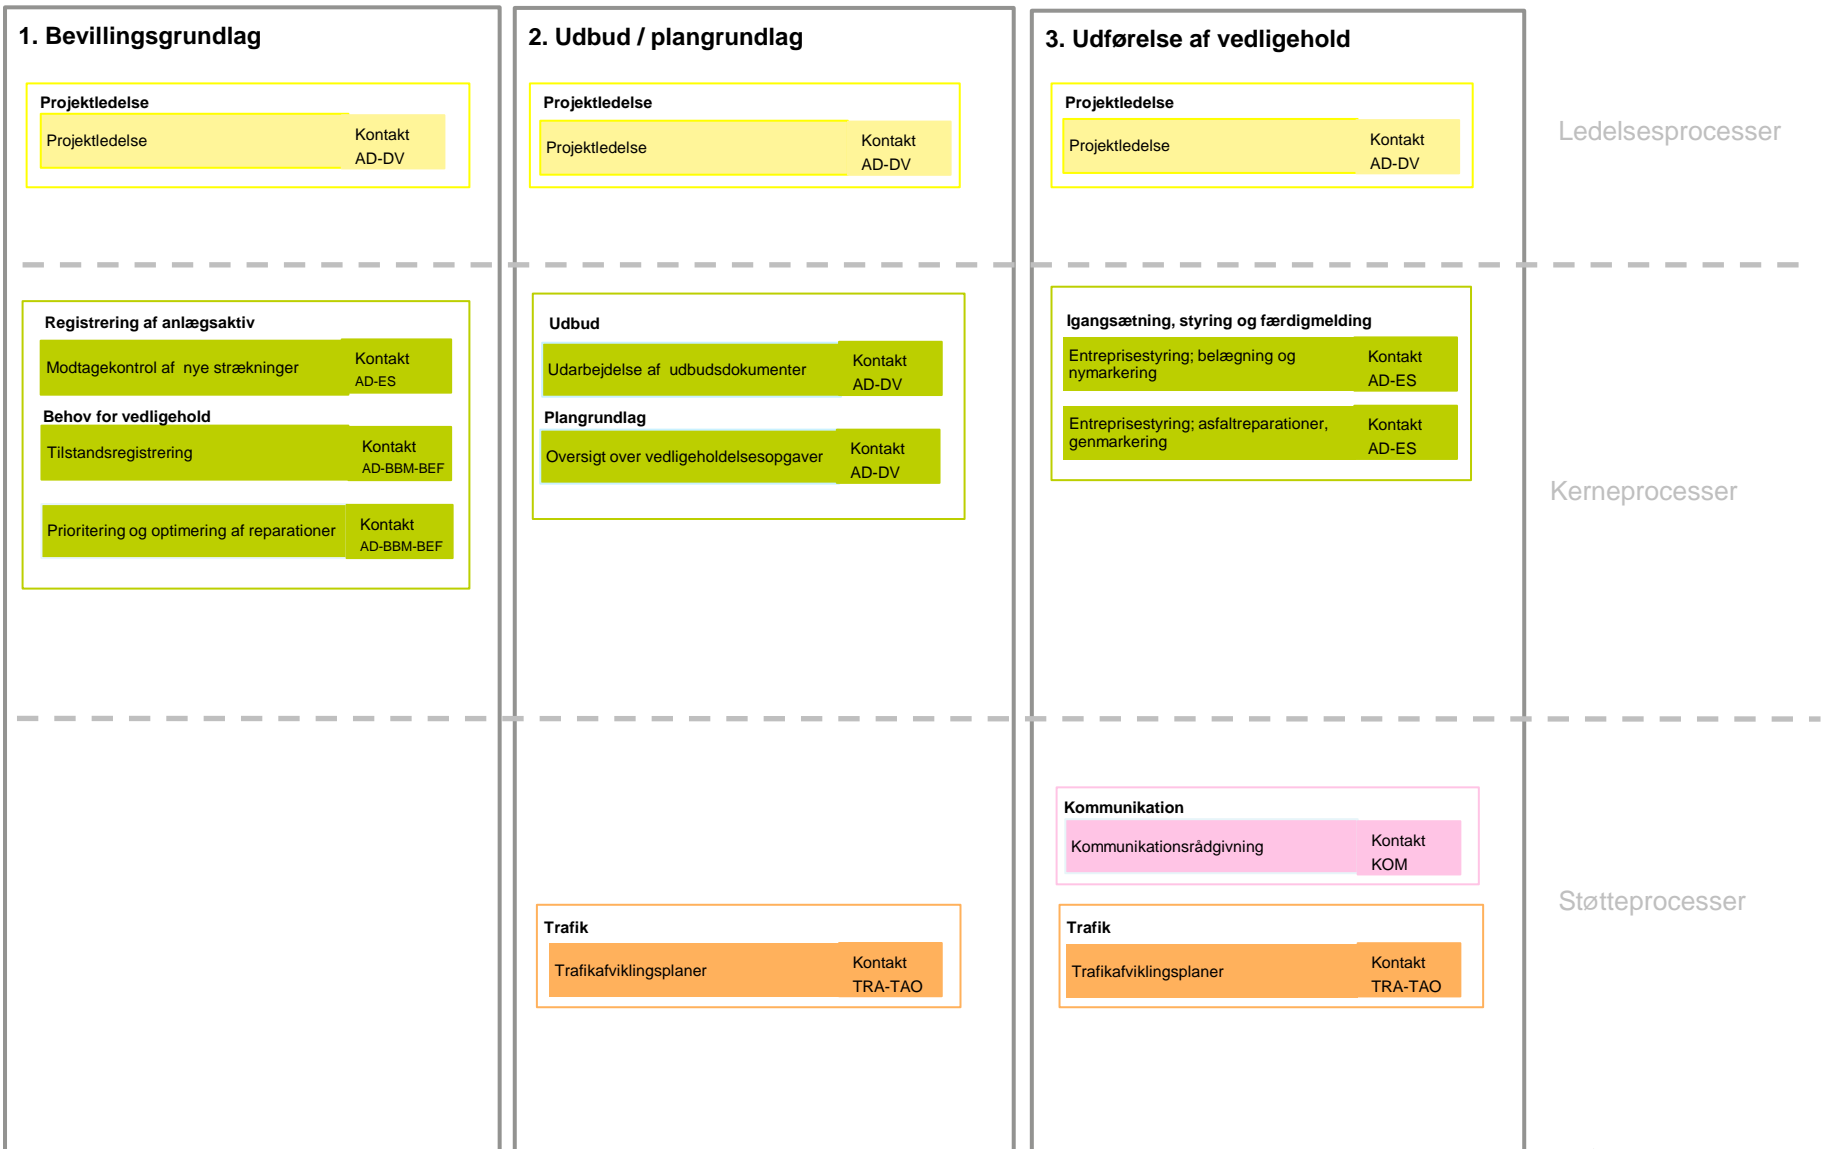 1. Bevillingsgrundlag
Projektledelse
Projektledelse
Kontakt
AD-DV
Registrering af anlægsaktiv
Modtagekontrol af nye strækninger
Kontakt
AD-ES
Behov for vedligehold
Tilstandsregistrering
Kontakt
AD-BBM-BEF
Prioritering og optimering af reparationer
Kontakt
AD-BBM-BEF
2. Udbud / plangrundlag
Projektledelse
Projektledelse
Kontakt
AD-DV
Udbud
Udarbejdelse af udbudsdokumenter
Kontakt
AD-DV
Plangrundlag
Oversigt over vedligeholdelsesopgaver
Kontakt
AD-DV
Trafik
Trafikafviklingsplaner
Kontakt
TRA-TAO
3. Udførelse af vedligehold
Projektledelse
Projektledelse
Kontakt
AD-DV
Igangsætning, styring og færdigmelding
Entreprisestyring; belægning og
nymarkering
Kontakt
AD-ES
Entreprisestyring; asfaltreparationer,
genmarkering
Kontakt
AD-ES
Kommunikation
Kommunikationsrådgivning
Kontakt
KOM
Trafik
Trafikafviklingsplaner
Kontakt
TRA-TAO
Ledelsesprocesser
Kerneprocesser
Støtteprocesser